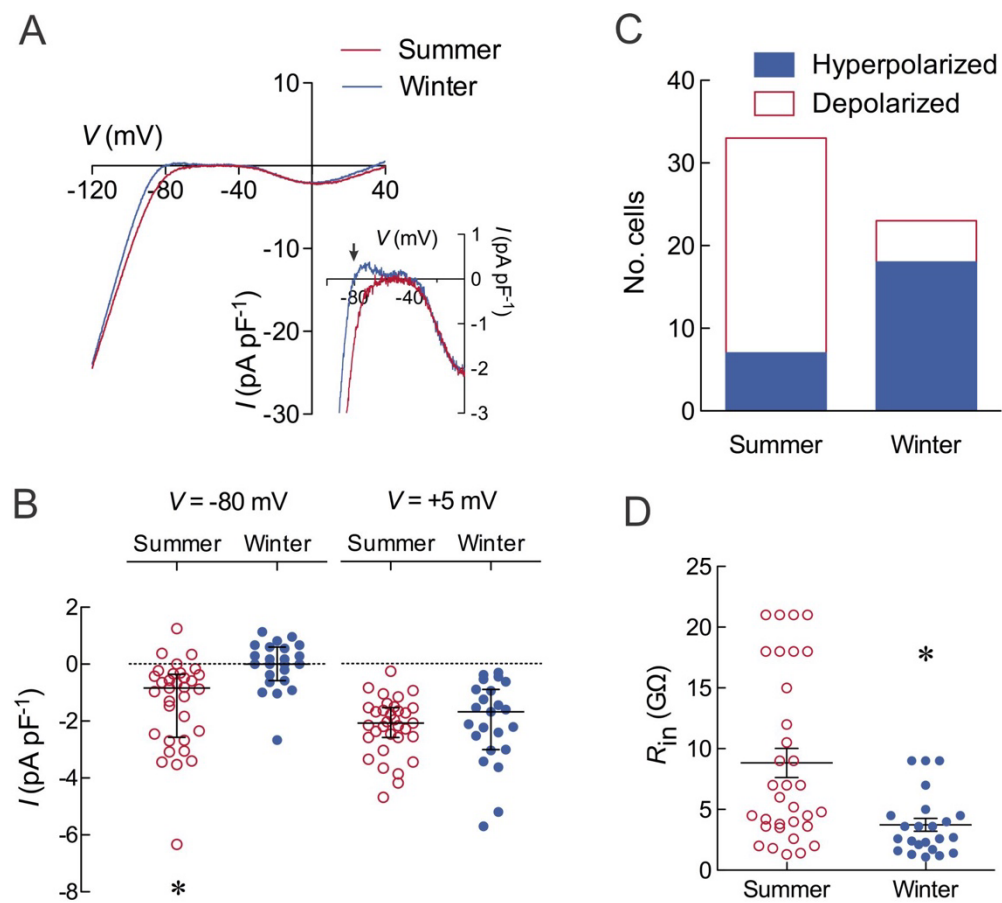 A
Summer
Winter
10
V (mV)
-120
-80
-40
0
40
-10
-20
-30
I (pA pF⁻¹)
V (mV)
-80
-40
1
0
-1
-2
-3
I (pA pF⁻¹)
B
V = -80 mV
V = +5 mV
Summer
Winter
Summer
Winter
2
0
-2
-4
-6
-8
I (pA pF⁻¹)
*
C
Hyperpolarized
Depolarized
40
30
20
10
0
No. cells
Summer
Winter
D
25
20
15
10
5
0
Rin (GΩ)
*
Summer
Winter